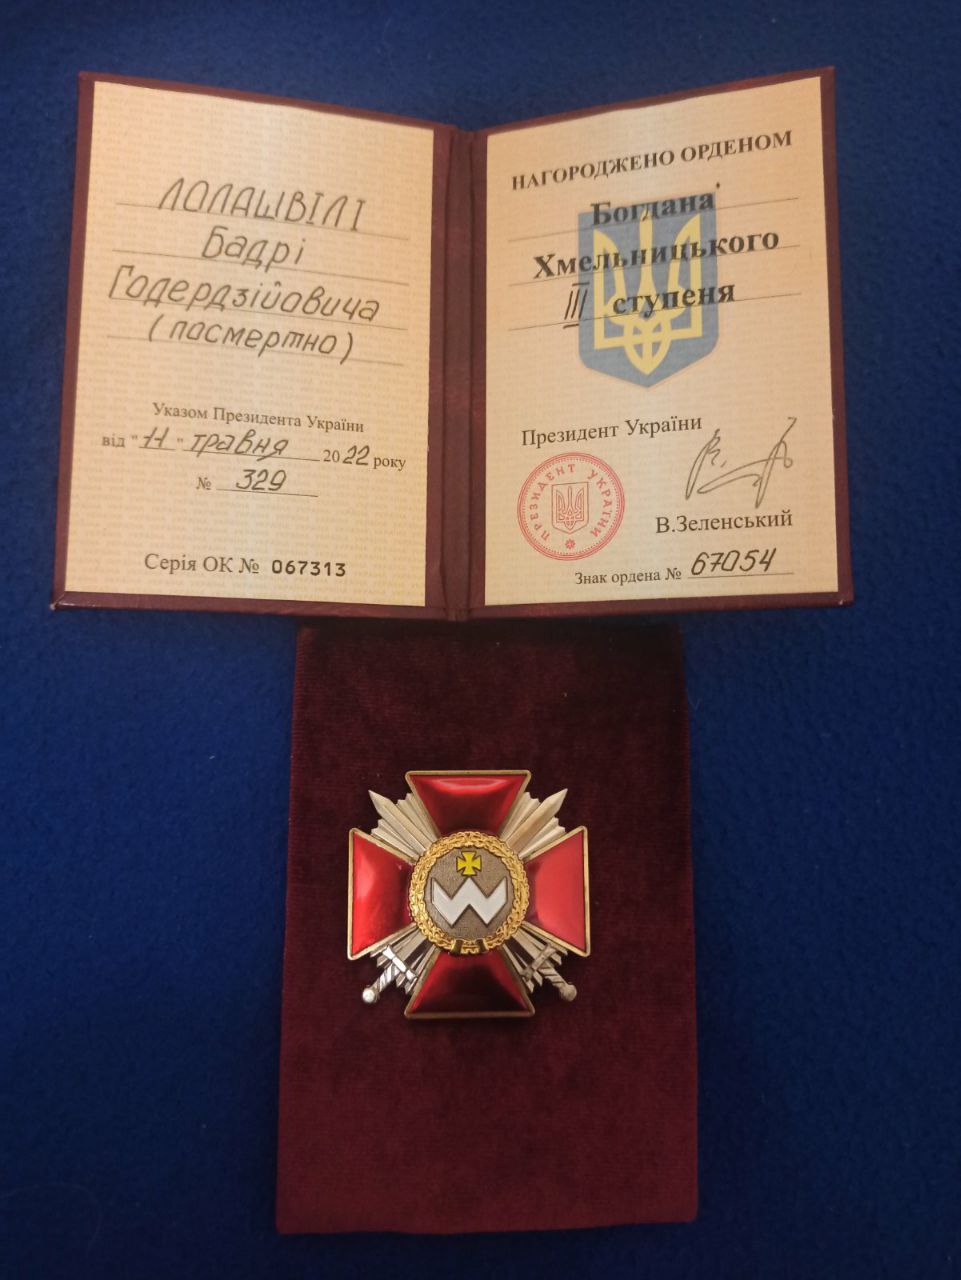 ЛОЛАШВІЛІ
Бадрі
Годердзійовича
(посмертно)
Указом Президента України
від "11" травня 2022 року
№ 329
Серія ОК № 067313
НАГОРОДЖЕНО ОРДЕНОМ
Богдана
Хмельницького
III ступеня
Президент України
ПРЕЗИДЕНТ УКРАЇНИ
В.Зеленський
Знак ордена № 67054